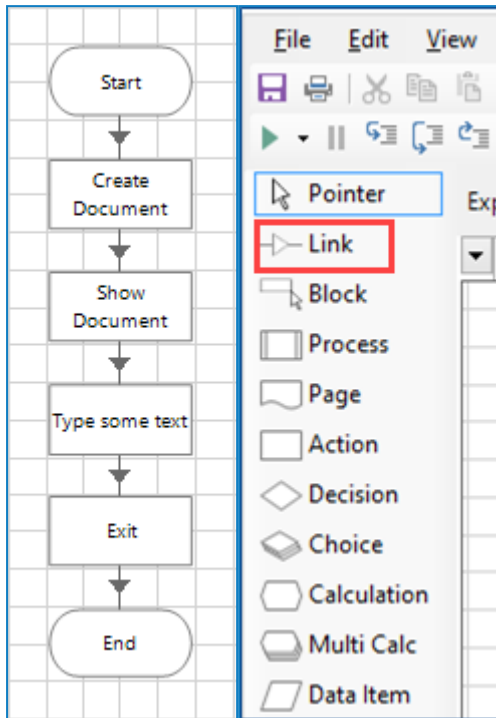 Start
Create
Document
Show
Document
Type some text
Exit
End
File Edit View
Pointer
Link
Block
Process
Page
Action
Decision
Choice
Calculation
Multi Calc
Data Item